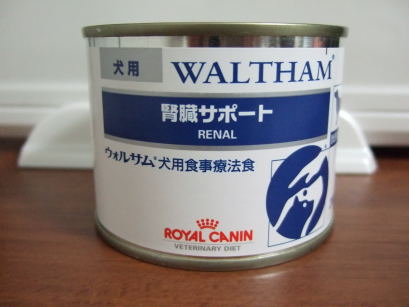 犬用
WALTHAM®
腎臓サポート
RENAL
ウォルサム® 犬用食事療法食
ROYAL CANIN
VETERINARY DIET